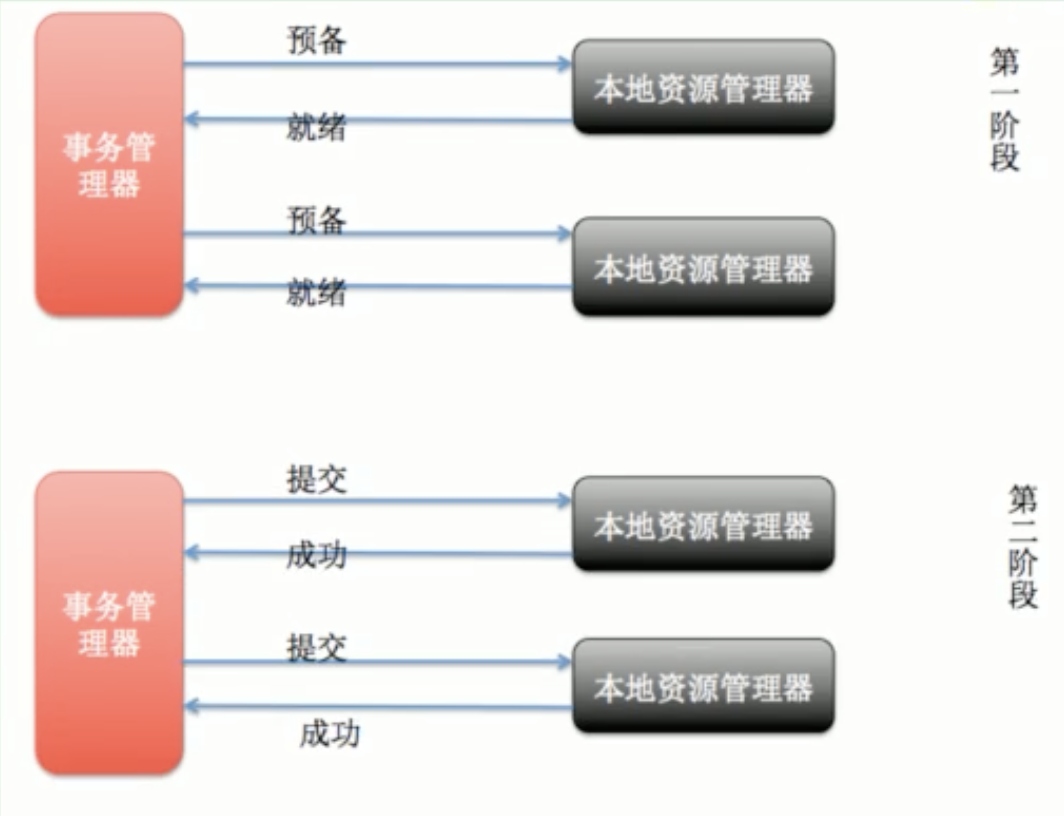 预备
本地资源管理器
就绪
事务管
理器
预备
本地资源管理器
就绪
第一阶段
提交
本地资源管理器
成功
事务管
理器
提交
本地资源管理器
成功
第二阶段